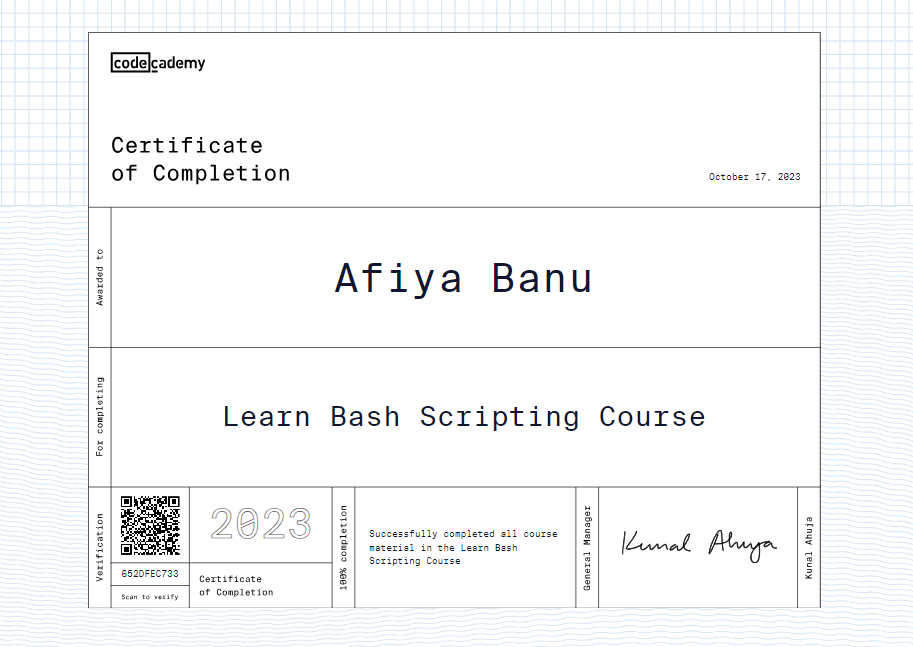 codecademy
Certificate
of Completion
October 17, 2023
Awarded to
Afiya Banu
For completing
Learn Bash Scripting Course
Verification
652DFEC733
Scan to verify
2023
Certificate
of Completion
100% completion
Successfully completed all course
material in the Learn Bash
Scripting Course
General Manager
Kunal Ahuja
Kunal Ahuja